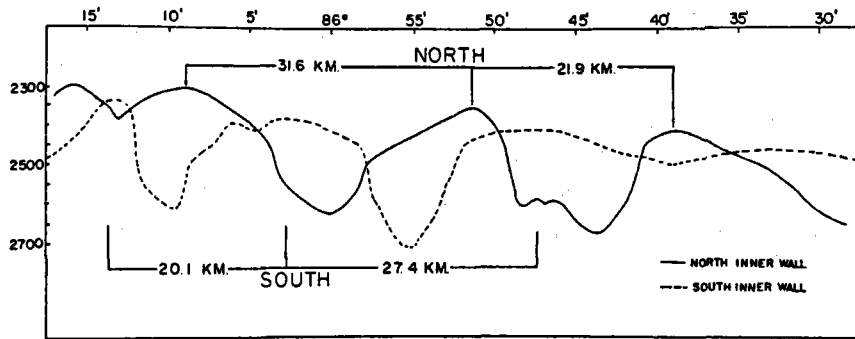 15' 10' 5' 86° 55' 50' 45' 40' 35' 30'
NORTH
31.6 KM. 21.9 KM.
2300
2500
2700
20.1 KM. 27.4 KM.
SOUTH
NORTH INNER WALL
SOUTH INNER WALL